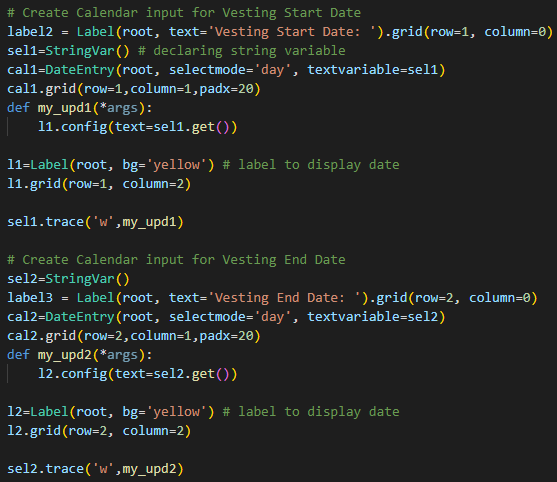 # Create Calendar input for Vesting Start Date
label2 = Label(root, text='Vesting Start Date: ').grid(row=1, column=0)
sel1=StringVar() # declaring string variable
cal1=DateEntry(root, selectmode='day', textvariable=sel1)
cal1.grid(row=1,column=1,padx=20)
def my_upd1(*args):
    l1.config(text=sel1.get())

l1=Label(root, bg='yellow') # label to display date
l1.grid(row=1, column=2)

sel1.trace('w',my_upd1)

# Create Calendar input for Vesting End Date
sel2=StringVar()
label3 = Label(root, text='Vesting End Date: ').grid(row=2, column=0)
cal2=DateEntry(root, selectmode='day', textvariable=sel2)
cal2.grid(row=2,column=1,padx=20)
def my_upd2(*args):
    l2.config(text=sel2.get())

l2=Label(root, bg='yellow') # label to display date
l2.grid(row=2, column=2)

sel2.trace('w',my_upd2)